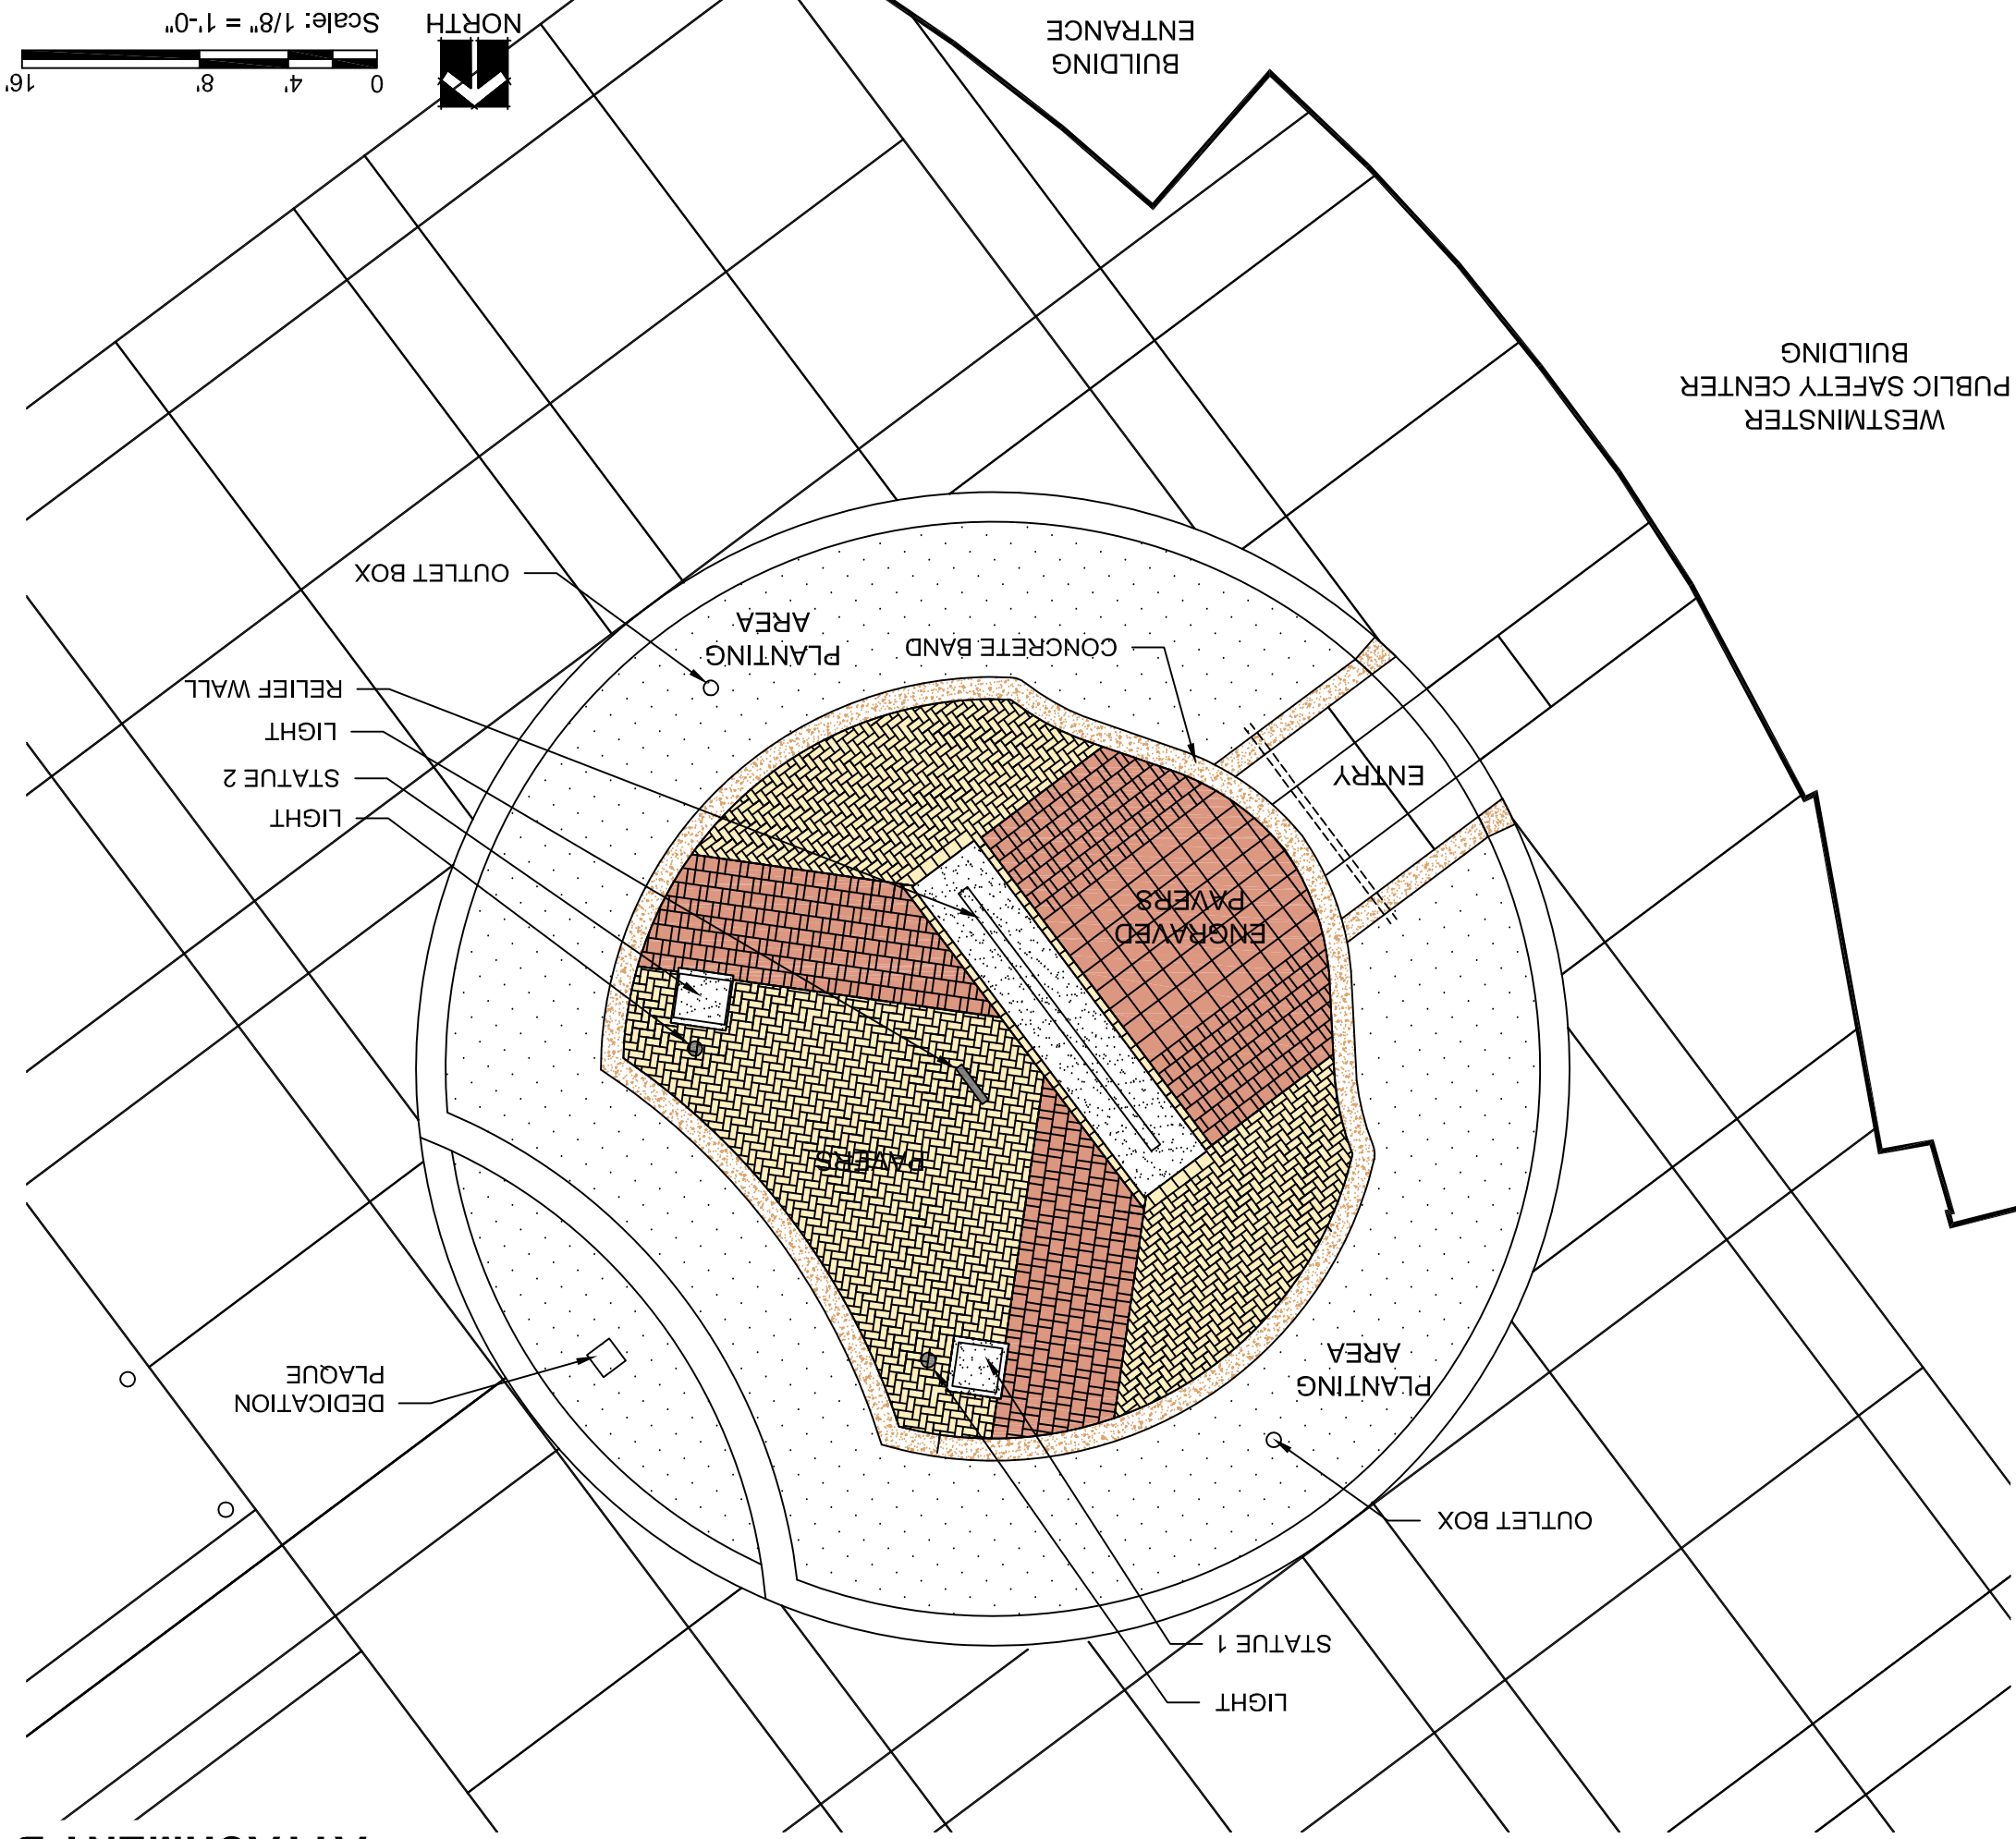 ATTACHMENT
LIGHT
STATUE 1
OUTLET BOX
DEDICATION
PLAQUE
PLANTING
AREA
PAVERS
ENGRAVED
PAVERS
LIGHT
STATUE 2
ENTRY
LIGHT
RELIEF WALL
CONCRETE BAND
PLANTING
AREA
OUTLET BOX
WESTMINSTER
PUBLIC SAFETY CENTER
BUILDING
BUILDING
ENTRANCE
NORTH
0 4' 8' 16'
Scale: 1/8" = 1'-0"